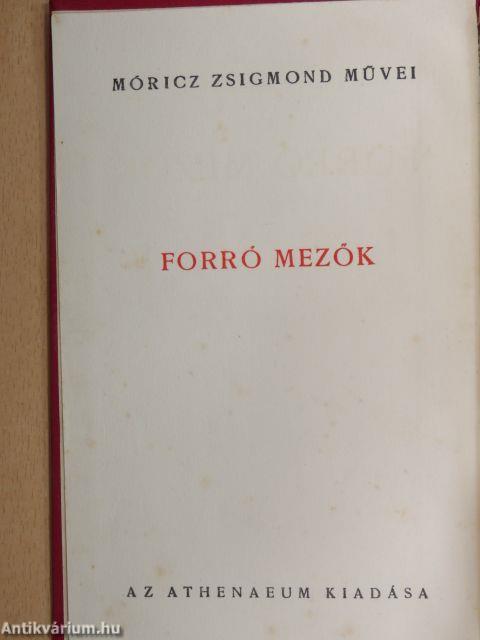 MÓRICZ ZSIGMOND MŰVEI
FORRÓ MEZŐK
AZ ATHENAEUM KIADÁSA
Antikvárium.hu